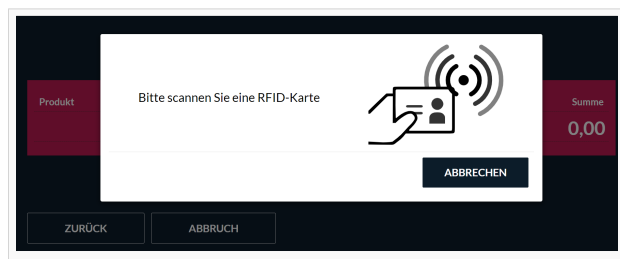 Bitte scannen Sie eine RFID-Karte
Produkt
Summe
0,00
ABBRECHEN
ZURÜCK
ABBRUCH